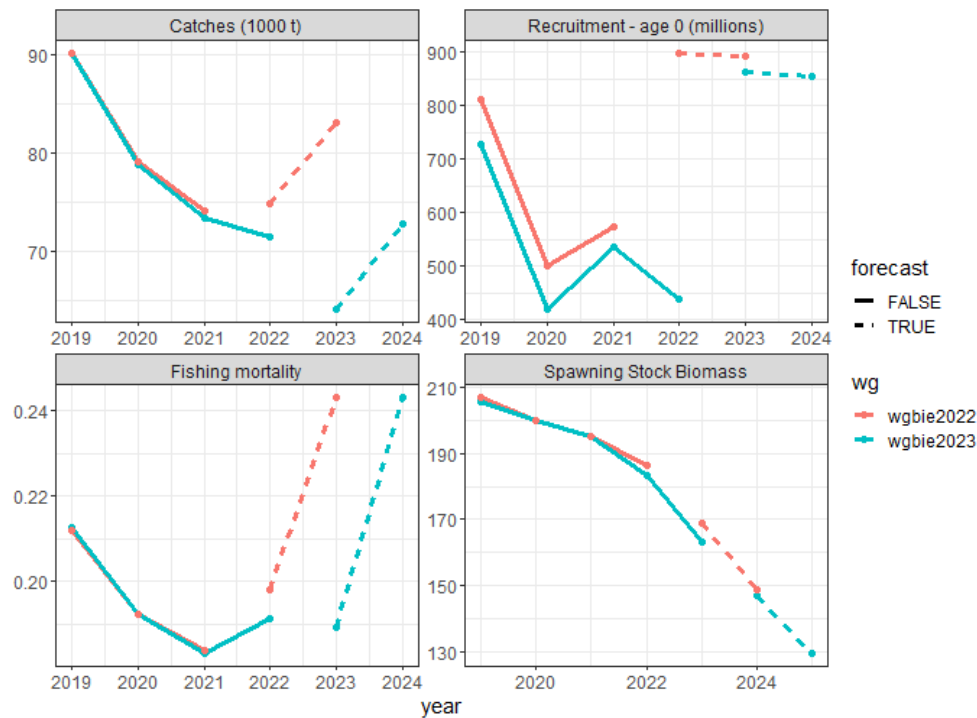 Catches (1000 t)
90
80
70
2019 2020 2021 2022 2023 2024
Recruitment - age 0 (millions)
900
800
700
600
500
400
2019 2020 2021 2022 2023 2024
Fishing mortality
0.24
0.22
0.20
2019 2020 2021 2022 2023 2024
Spawning Stock Biomass
210
190
170
150
130
2020 2022 2024
year
forecast
FALSE
TRUE
wg
wgbie2022
wgbie2023